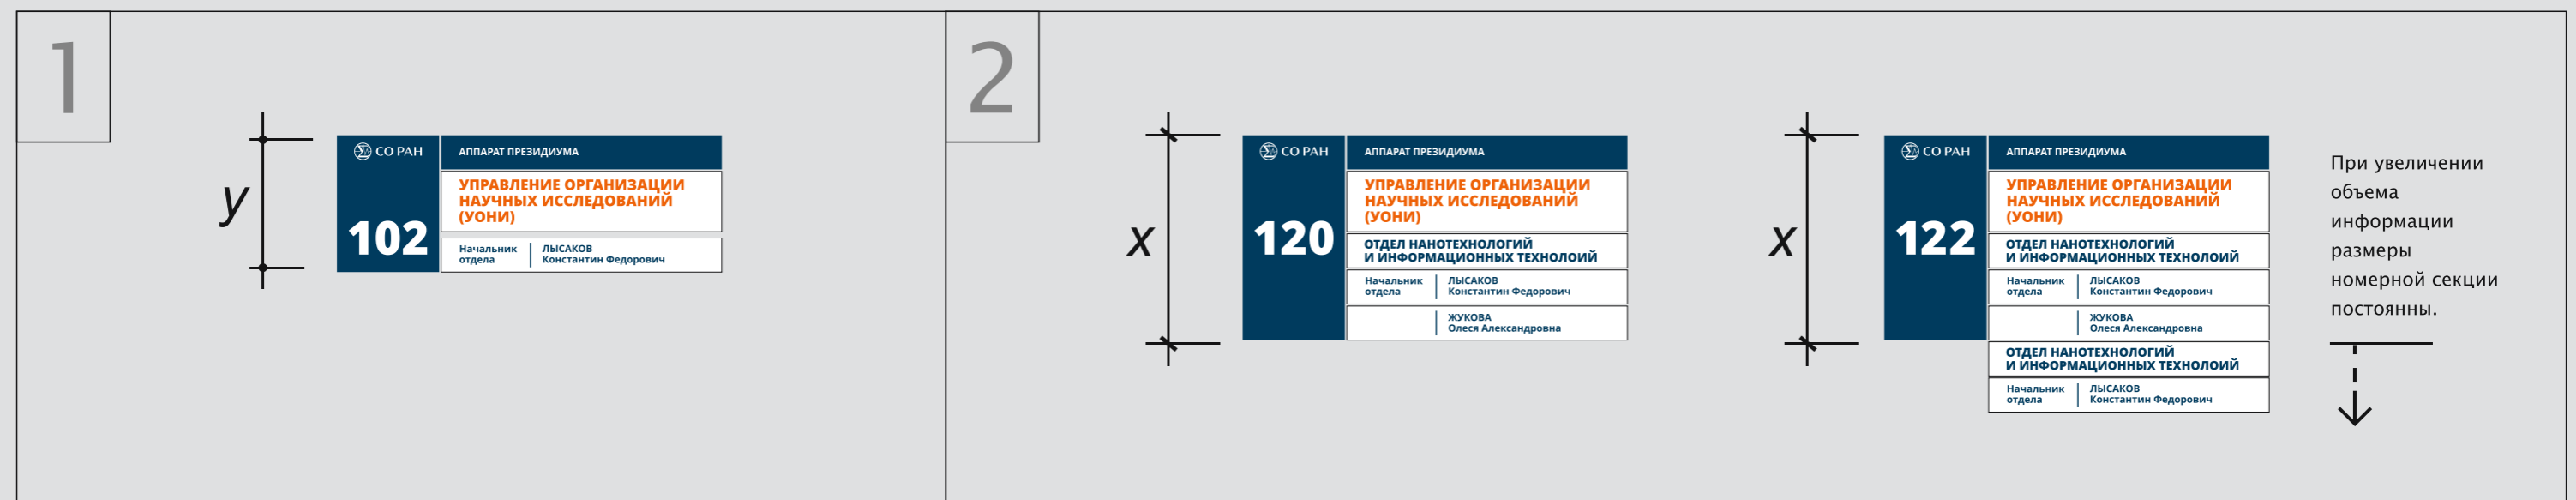 1
y
СО РАН
102
АППАРАТ ПРЕЗИДИУМА
УПРАВЛЕНИЕ ОРГАНИЗАЦИИ
НАУЧНЫХ ИССЛЕДОВАНИЙ
(УОНИ)
Начальник
отдела
ЛЫСАКОВ
Константин Федорович
2
x
СО РАН
120
АППАРАТ ПРЕЗИДИУМА
УПРАВЛЕНИЕ ОРГАНИЗАЦИИ
НАУЧНЫХ ИССЛЕДОВАНИЙ
(УОНИ)
ОТДЕЛ НАНОТЕХНОЛОГИЙ
И ИНФОРМАЦИОННЫХ ТЕХНОЛОИЙ
Начальник
отдела
ЛЫСАКОВ
Константин Федорович
ЖУКОВА
Олеся Александровна
x
СО РАН
122
АППАРАТ ПРЕЗИДИУМА
УПРАВЛЕНИЕ ОРГАНИЗАЦИИ
НАУЧНЫХ ИССЛЕДОВАНИЙ
(УОНИ)
ОТДЕЛ НАНОТЕХНОЛОГИЙ
И ИНФОРМАЦИОННЫХ ТЕХНОЛОИЙ
Начальник
отдела
ЛЫСАКОВ
Константин Федорович
ЖУКОВА
Олеся Александровна
ОТДЕЛ НАНОТЕХНОЛОГИЙ
И ИНФОРМАЦИОННЫХ ТЕХНОЛОИЙ
Начальник
отдела
ЛЫСАКОВ
Константин Федорович
При увеличении
объема
информации
размеры
номерной секции
постоянны.